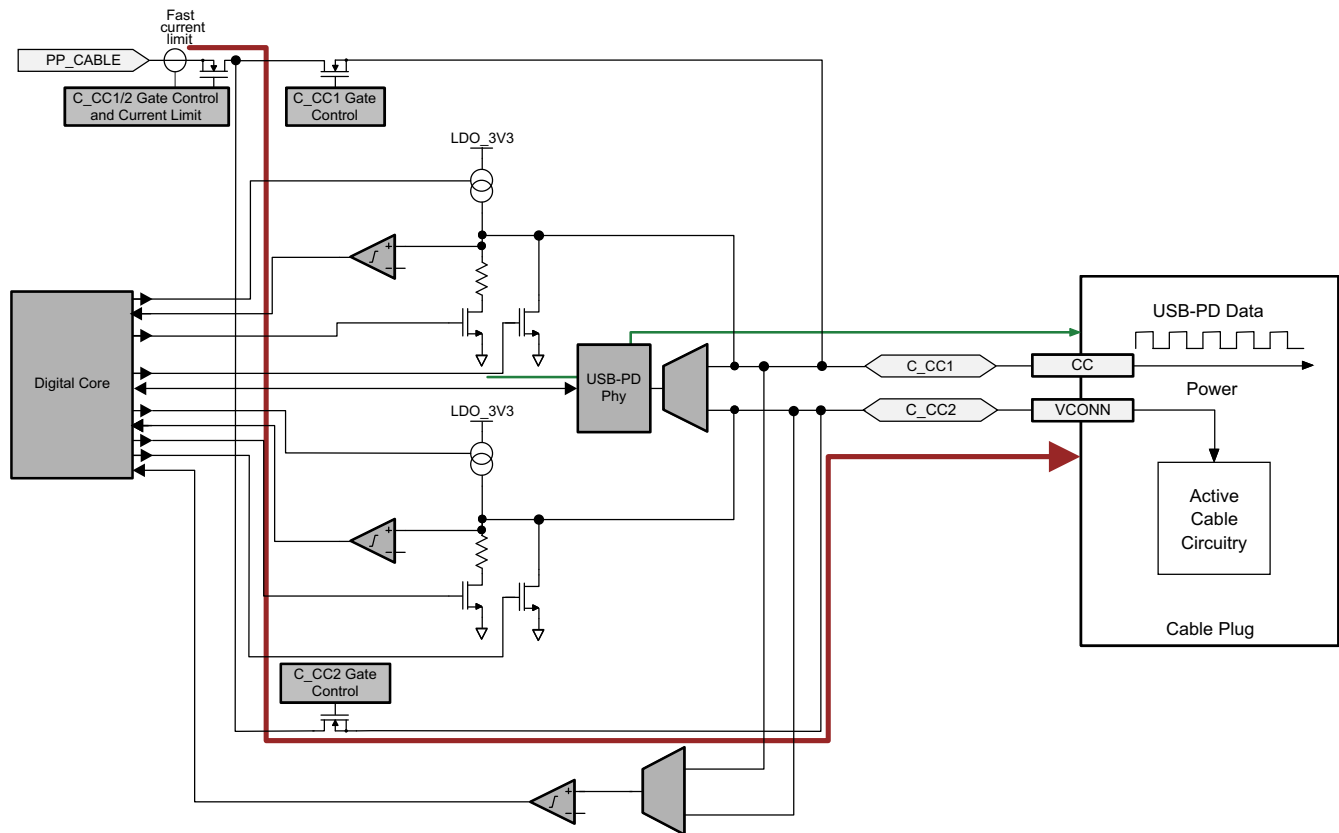 Fast
current
limit
PP_CABLE
C_CC1/2 Gate Control
and Current Limit
C_CC1 Gate
Control
LDO_3V3
+
−
Digital Core
USB-PD
Phy
C_CC1
C_CC2
CC
VCONN
USB-PD Data
Power
Active
Cable
Circuitry
Cable Plug
LDO_3V3
+
−
C_CC2 Gate
Control
+
−